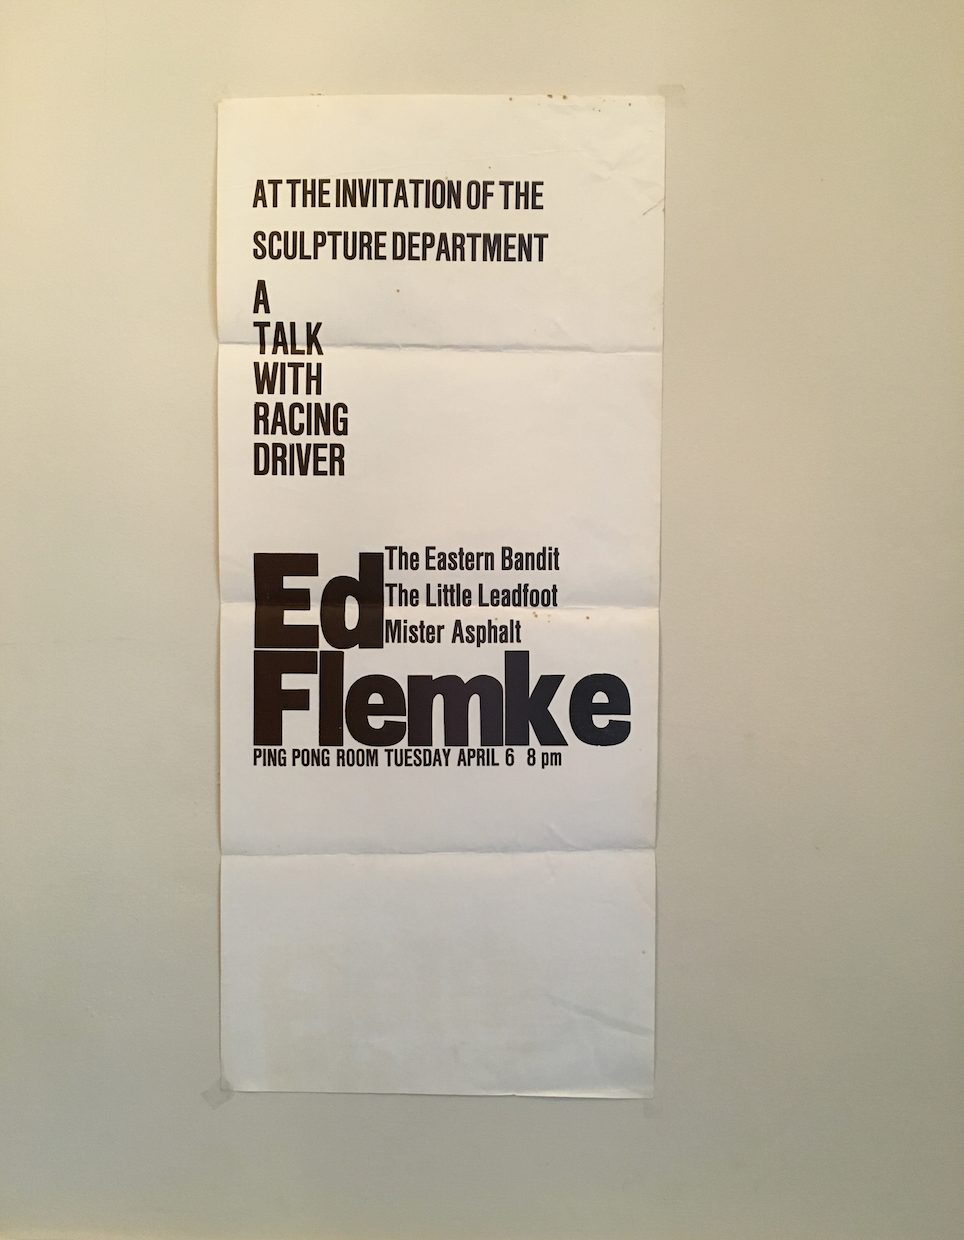 AT THE INVITATION OF THE
SCULPTURE DEPARTMENT
A
TALK
WITH
RACING
DRIVER
Ed
The Eastern Bandit
The Little Leadfoot
Mister Asphalt
Flemke
PING PONG ROOM TUESDAY APRIL 6 8 pm